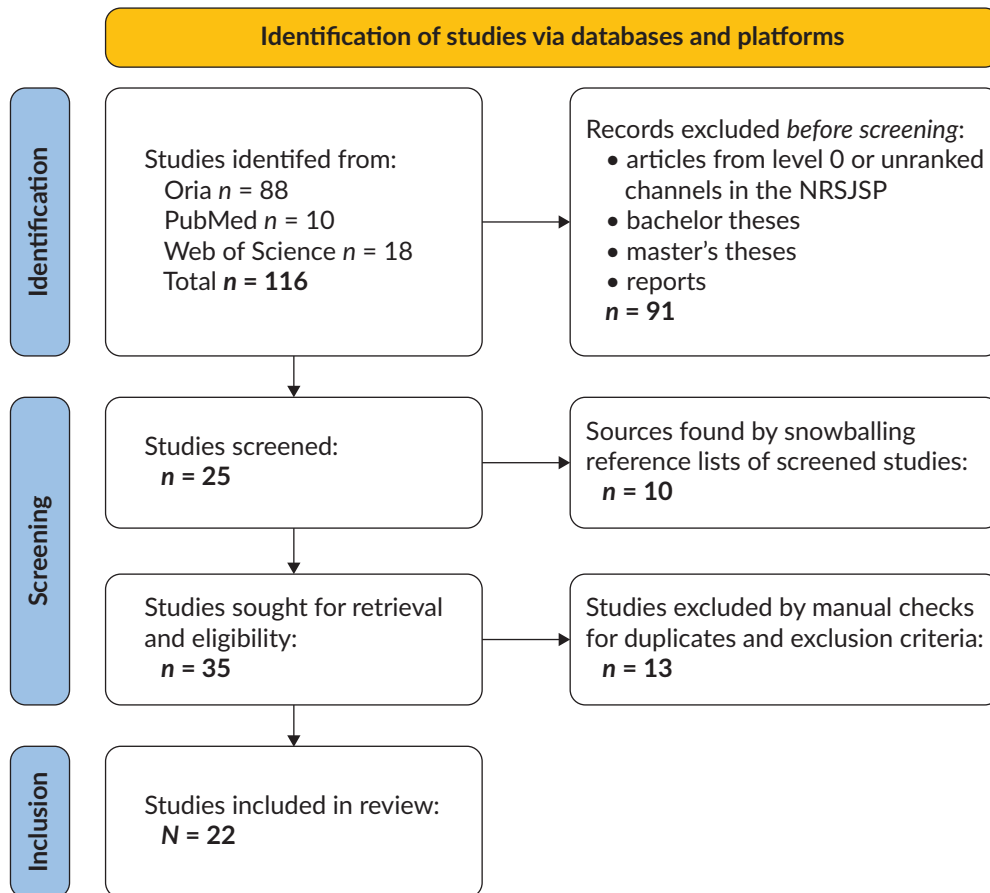 Identification of studies via databases and platforms
Identification
Studies identifed from:
Oria n = 88
PubMed n = 10
Web of Science n = 18
Total n = 116
Records excluded before screening:
• articles from level 0 or unranked
channels in the NRSJSP
• bachelor theses
• master’s theses
• reports
n = 91
Screening
Studies screened:
n = 25
Sources found by snowballing
reference lists of screened studies:
n = 10
Studies sought for retrieval
and eligibility:
n = 35
Studies excluded by manual checks
for duplicates and exclusion criteria:
n = 13
Inclusion
Studies included in review:
N = 22